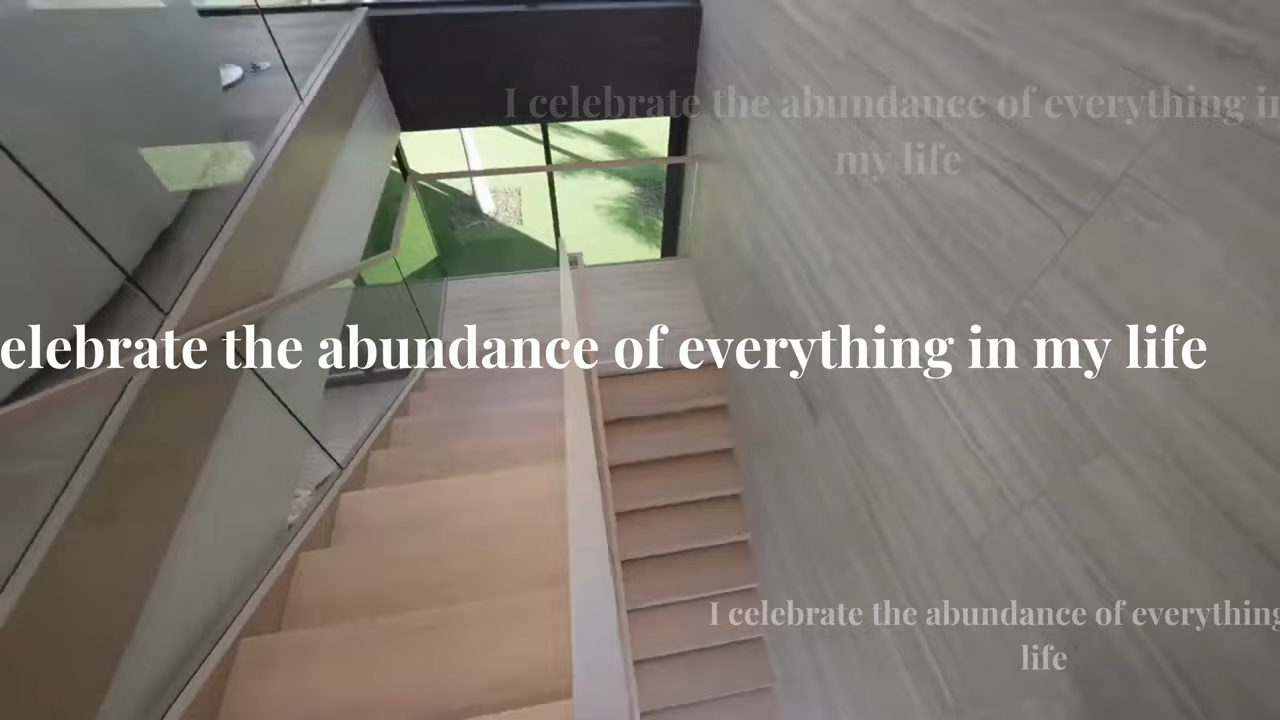 I celebrate the abundance of everything in
my life
elebrate the abundance of everything in my life
I celebrate the abundance of everything
life